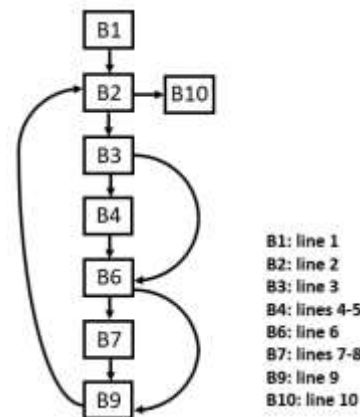 B1
B2
B10
B3
B4
B6
B7
B9
B1: line 1
B2: line 2
B3: line 3
B4: lines 4-5
B6: line 6
B7: lines 7-8
B9: line 9
B10: line 10